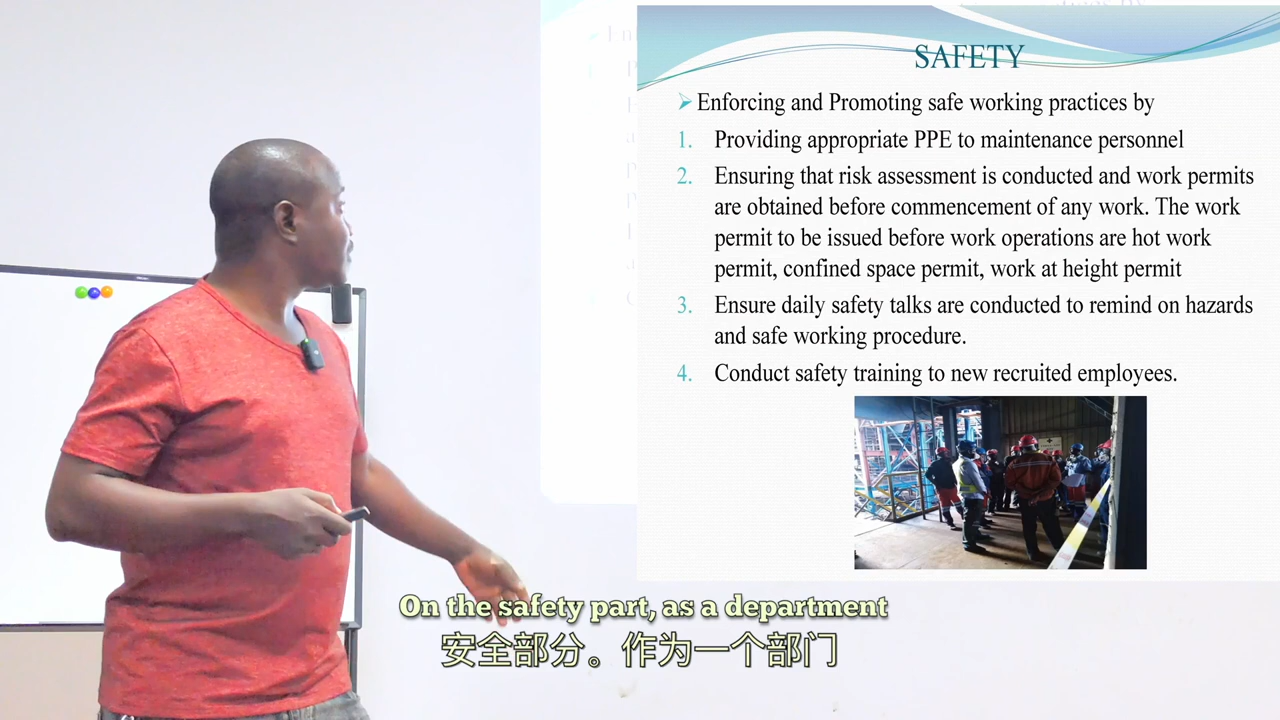 SAFETY
➢Enforcing and Promoting safe working practices by
1. Providing appropriate PPE to maintenance personnel
2. Ensuring that risk assessment is conducted and work permits
are obtained before commencement of any work. The work
permit to be issued before work operations are hot work
permit, confined space permit, work at height permit
3. Ensure daily safety talks are conducted to remind on hazards
and safe working procedure.
4. Conduct safety training to new recruited employees.
On the safety part, as a department
安全部分。作为一个部门